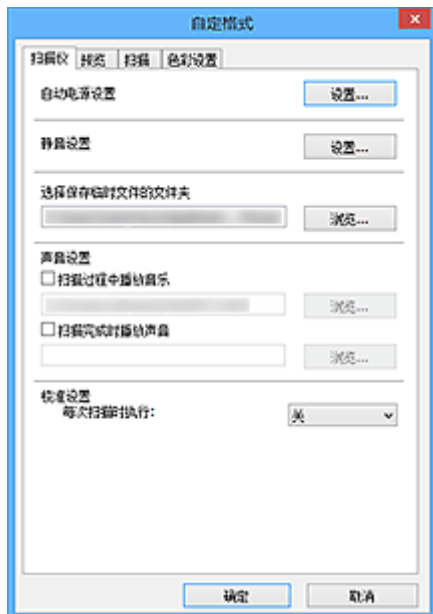 自定格式
扫描仪 预览 扫描 色彩设置
自动电源设置 设置...
静音设置 设置...
选择保存临时文件的文件夹
浏览...
声音设置
扫描过程中播放音乐
浏览...
扫描完成时播放声音
浏览...
校准设置
每次扫描时执行: 关
确定 取消